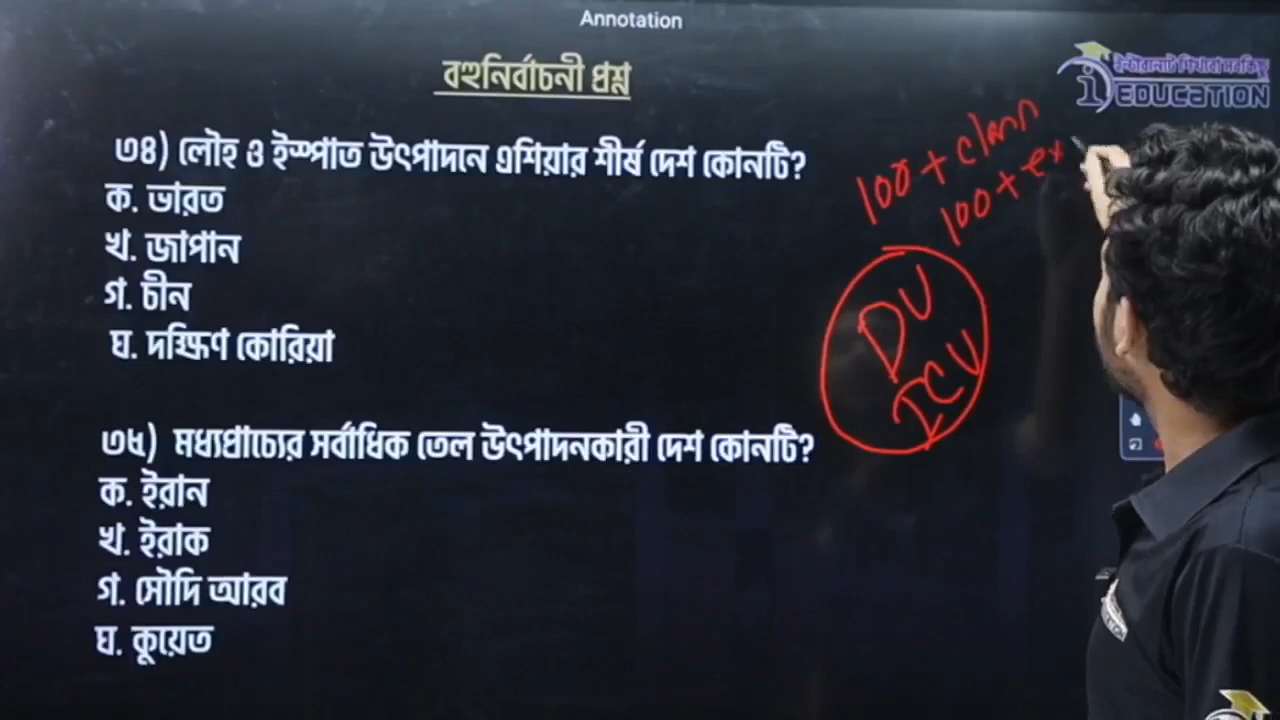 Annotation
বহুনির্বাচনী প্রশ্ন
৩৪) লৌহ ও ইস্পাত উৎপাদনে এশিয়ার শীর্ষ দেশ কোনটি?
ক. ভারত
খ. জাপান
গ. চীন
ঘ. দক্ষিণ কোরিয়া
৩৫) মধ্যপ্রাচ্যের সর্বাধিক তেল উৎপাদনকারী দেশ কোনটি?
ক. ইরান
খ. ইরাক
গ. সৌদি আরব
ঘ. কুয়েত
100 + class
100 + ex
DU
ICU
EDUCATION